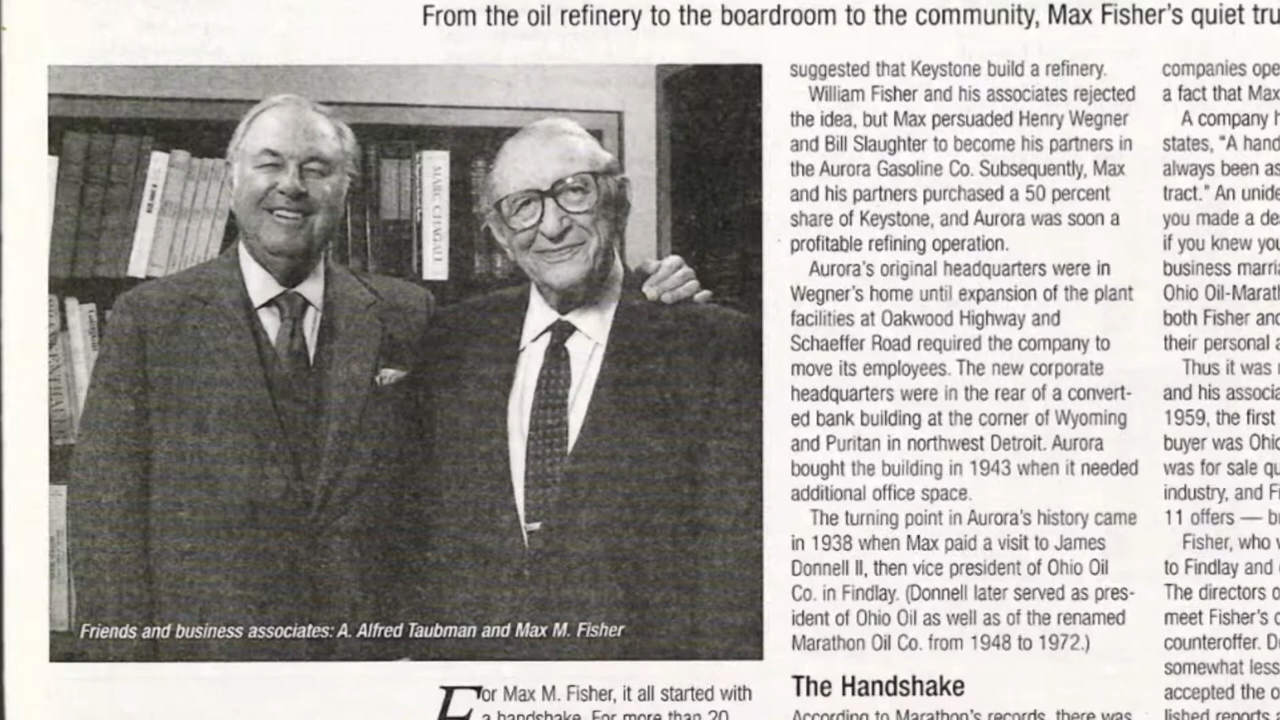 From the oil refinery to the boardroom to the community, Max Fisher's quiet tru
MARC CHAGALL
Friends and business associates: A. Alfred Taubman and Max M. Fisher
For Max M. Fisher, it all started with
a handshake. For more than 20
suggested that Keystone build a refinery.
William Fisher and his associates rejected
the idea, but Max persuaded Henry Wegner
and Bill Slaughter to become his partners in
the Aurora Gasoline Co. Subsequently, Max
and his partners purchased a 50 percent
share of Keystone, and Aurora was soon a
profitable refining operation.
Aurora's original headquarters were in
Wegner's home until expansion of the plant
facilities at Oakwood Highway and
Schaeffer Road required the company to
move its employees. The new corporate
headquarters were in the rear of a convert-
ed bank building at the corner of Wyoming
and Puritan in northwest Detroit. Aurora
bought the building in 1943 when it needed
additional office space.
The turning point in Aurora's history came
in 1938 when Max paid a visit to James
Donnell II, then vice president of Ohio Oil
Co. in Findlay. (Donnell later served as pres-
ident of Ohio Oil as well as of the renamed
Marathon Oil Co. from 1948 to 1972.)
The Handshake
According to Marathon's records, there was
companies ope
a fact that Max
A company h
states, "A hand
always been as
tract." An unide
you made a de
if you knew you
business marria
Ohio Oil-Marath
both Fisher and
their personal a
Thus it was r
and his associa
1959, the first
buyer was Ohio
was for sale qu
industry, and Fi
11 offers — b
Fisher, who v
to Findlay and
The directors o
meet Fisher's c
counteroffer. D
somewhat less
accepted the o
lished reports